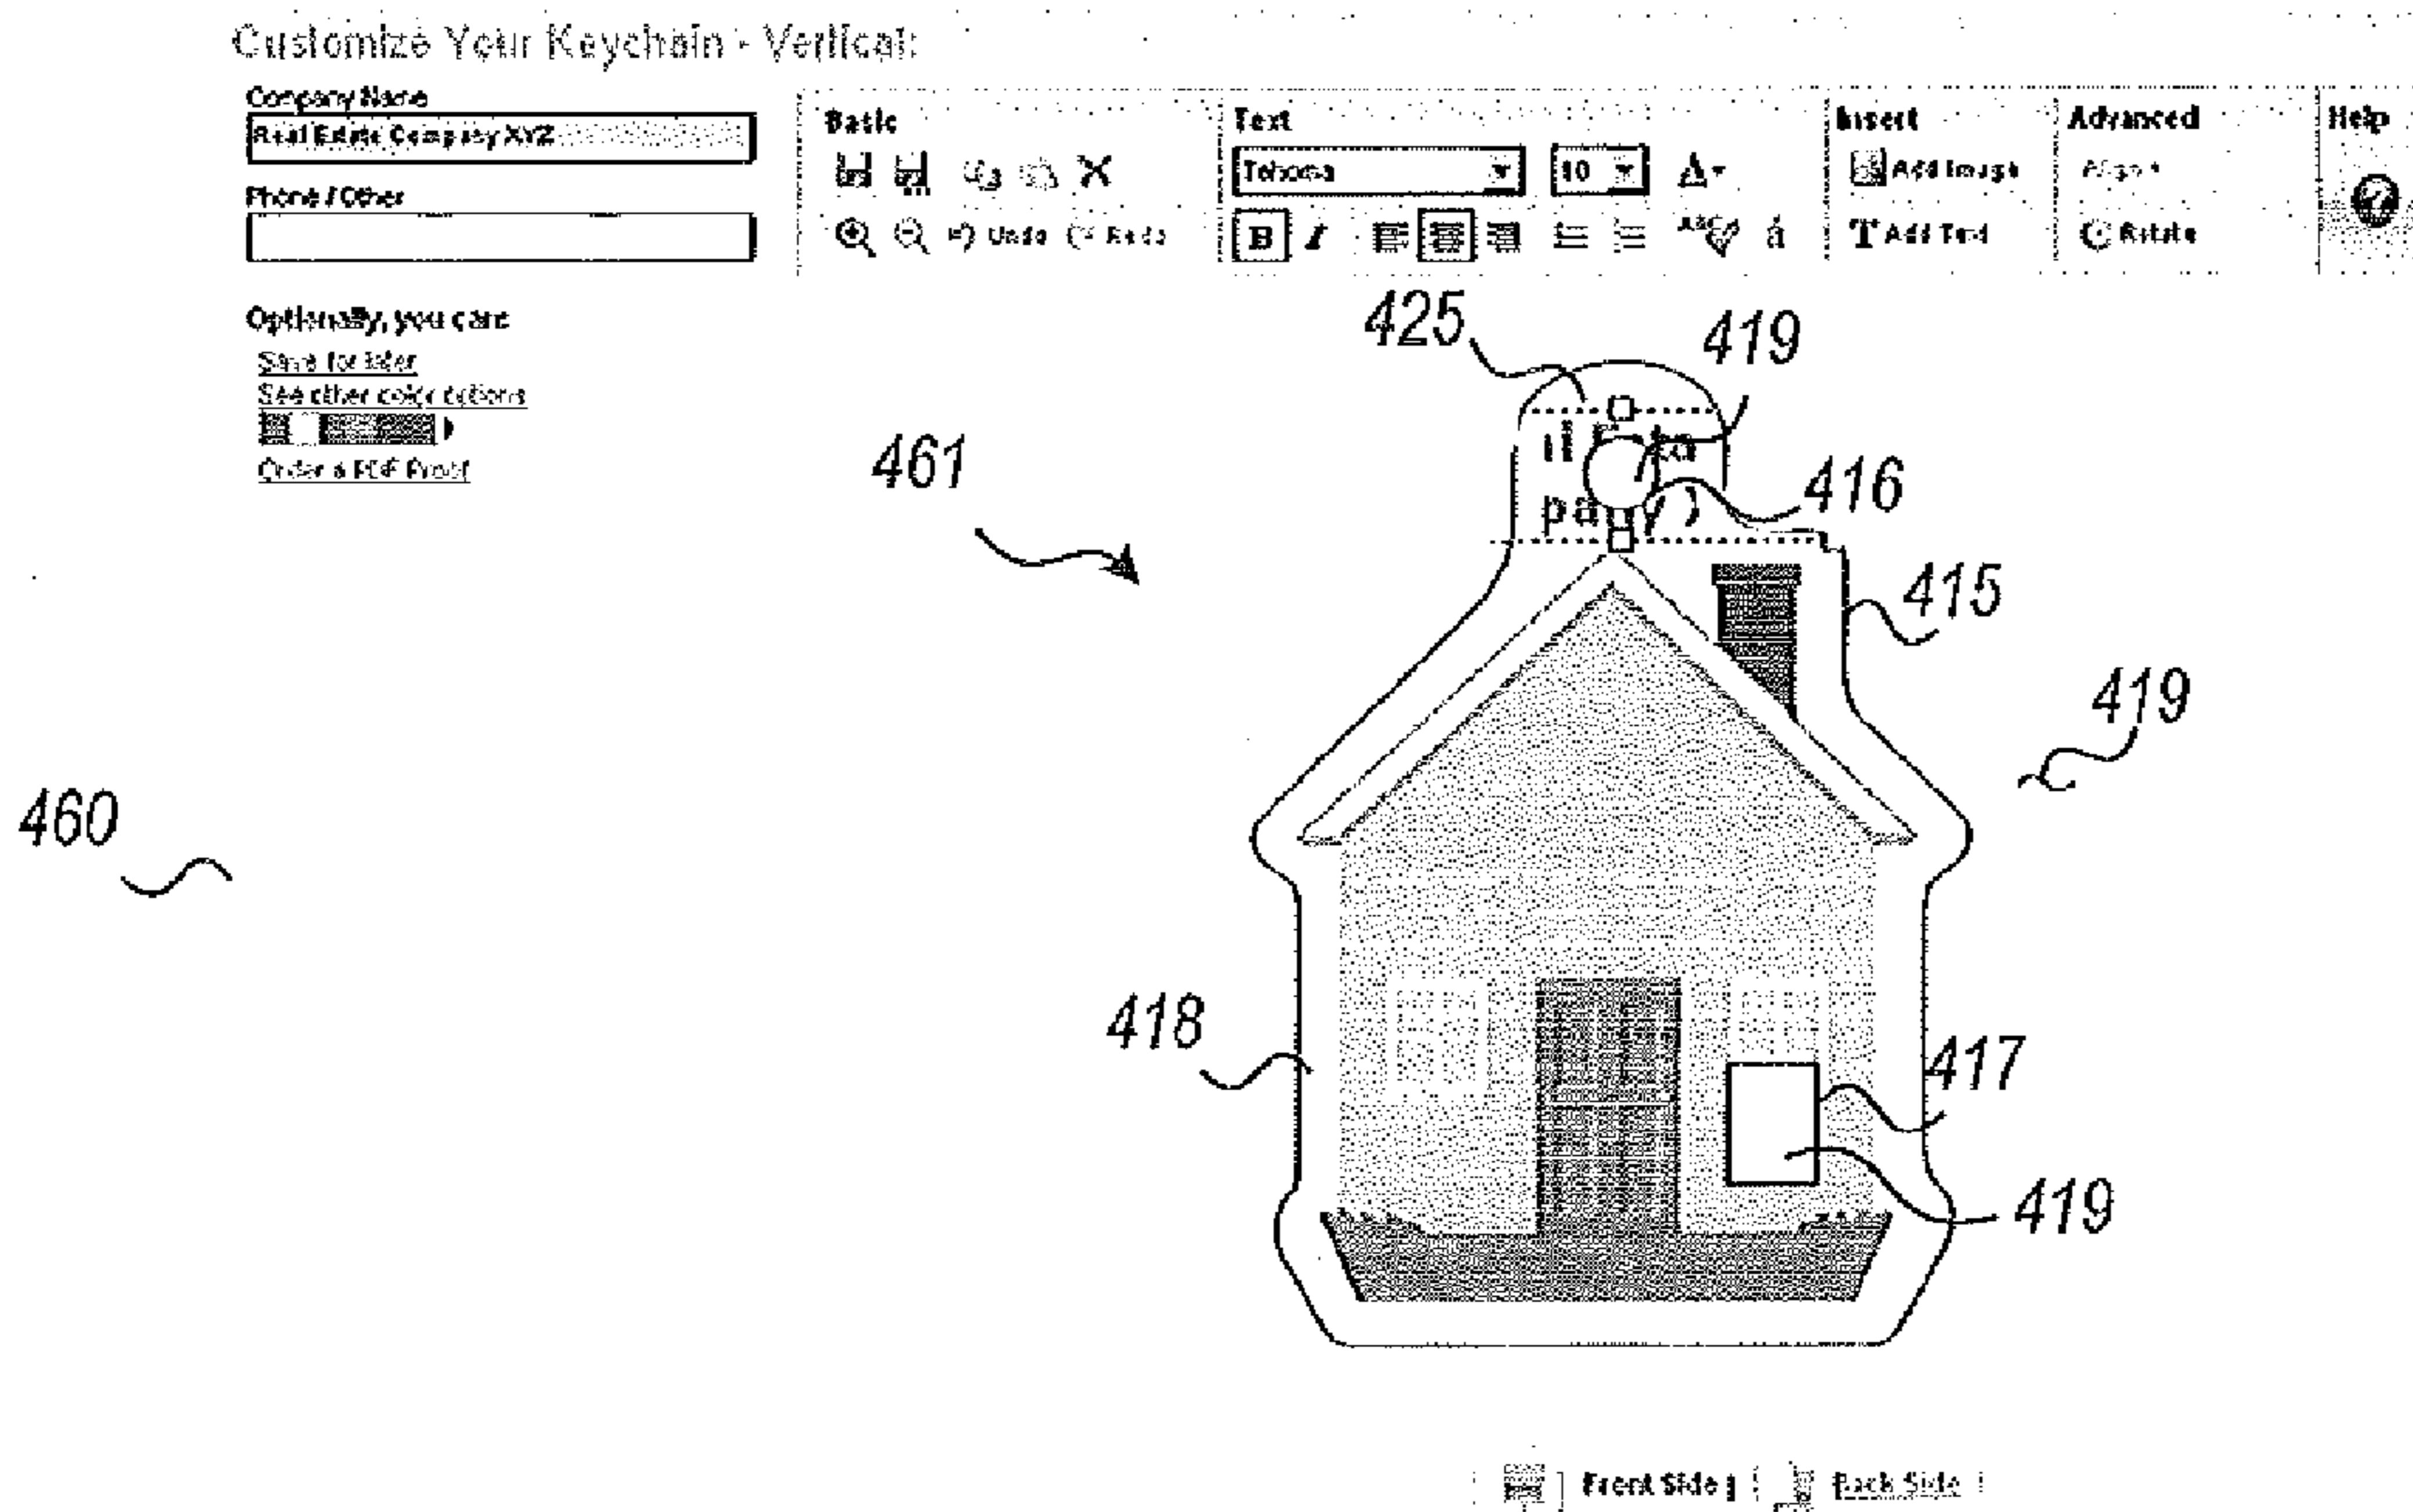 Customize Your Keychain - Vertical:
Company Name
Real Estate Company XYZ
Phone / Other
Optionally, you can:
Save for later
See other color options
Order a PDF Proof
Basic
Undo Redo
Text
Tahoma 10 A
B I ABC á
Insert
Add Image
T Add Text
Advanced
Align
Rotate
Help
?
425
419
461
416
415
419
460
418
417
419
Front Side Back Side